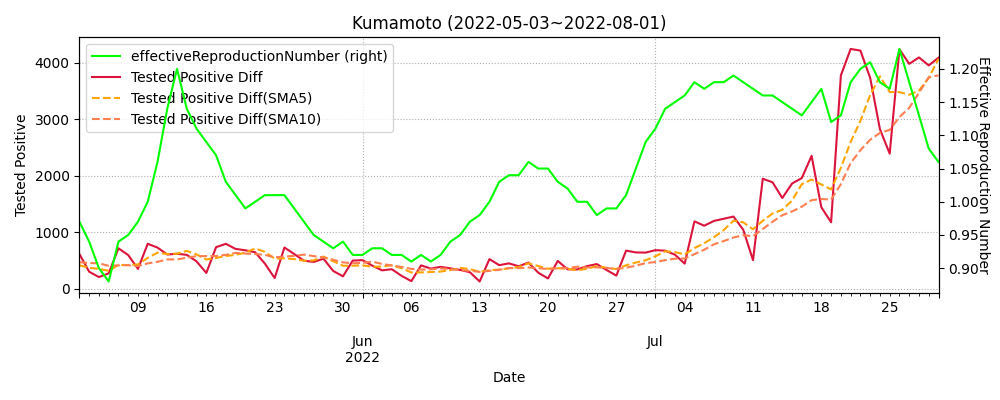 Kumamoto (2022-05-03~2022-08-01)
effectiveReproductionNumber (right)
Tested Positive Diff
Tested Positive Diff(SMA5)
Tested Positive Diff(SMA10)
Tested Positive
4000
3000
2000
1000
0
Effective Reproduction Number
1.20
1.15
1.10
1.05
1.00
0.95
0.90
09 16 23 30 06 13 20 27 04 11 18 25
Jun Jul
2022
Date